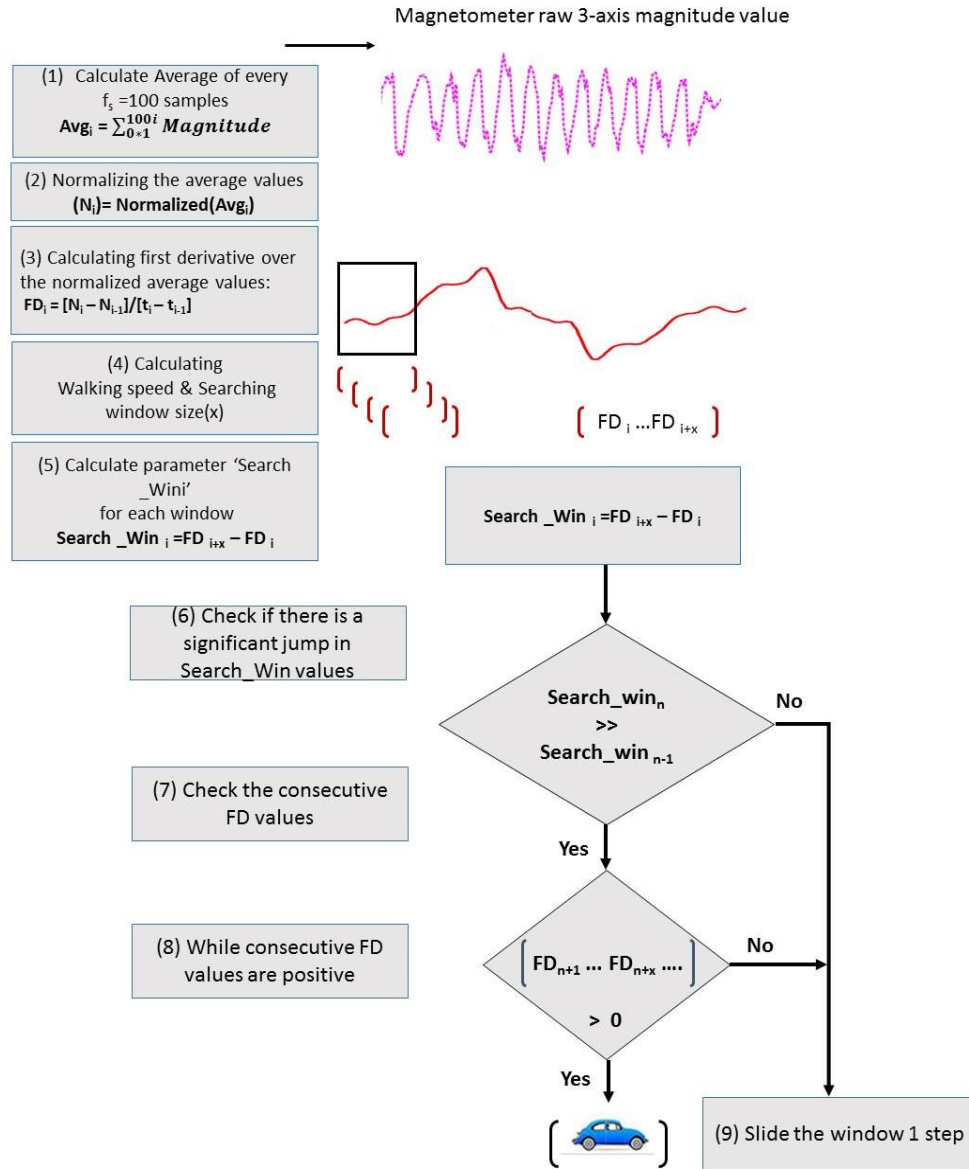 Magnetometer raw 3-axis magnitude value
(1) Calculate Average of every
fₛ =100 samples
Avgᵢ = ∑₀*₁¹⁰⁰ⁱ Magnitude
(2) Normalizing the average values
(Nᵢ)= Normalized(Avgᵢ)
(3) Calculating first derivative over
the normalized average values:
FDᵢ = [Nᵢ – Nᵢ₋₁]/[tᵢ – tᵢ₋₁]
(4) Calculating
Walking speed & Searching
window size(x)
[ FD ᵢ ...FD ᵢ₊ₓ ]
(5) Calculate parameter ‘Search
_Wini’
for each window
Search _Win ᵢ =FD ᵢ₊ₓ – FD ᵢ
Search _Win ᵢ =FD ᵢ₊ₓ – FD ᵢ
(6) Check if there is a
significant jump in
Search_Win values
Search_winₙ
>>
Search_win ₙ₋₁
No
(7) Check the consecutive
FD values
Yes
(8) While consecutive FD
values are positive
[ FDₙ₊₁ ... FDₙ₊ₓ .... ]
> 0
No
Yes
(9) Slide the window 1 step